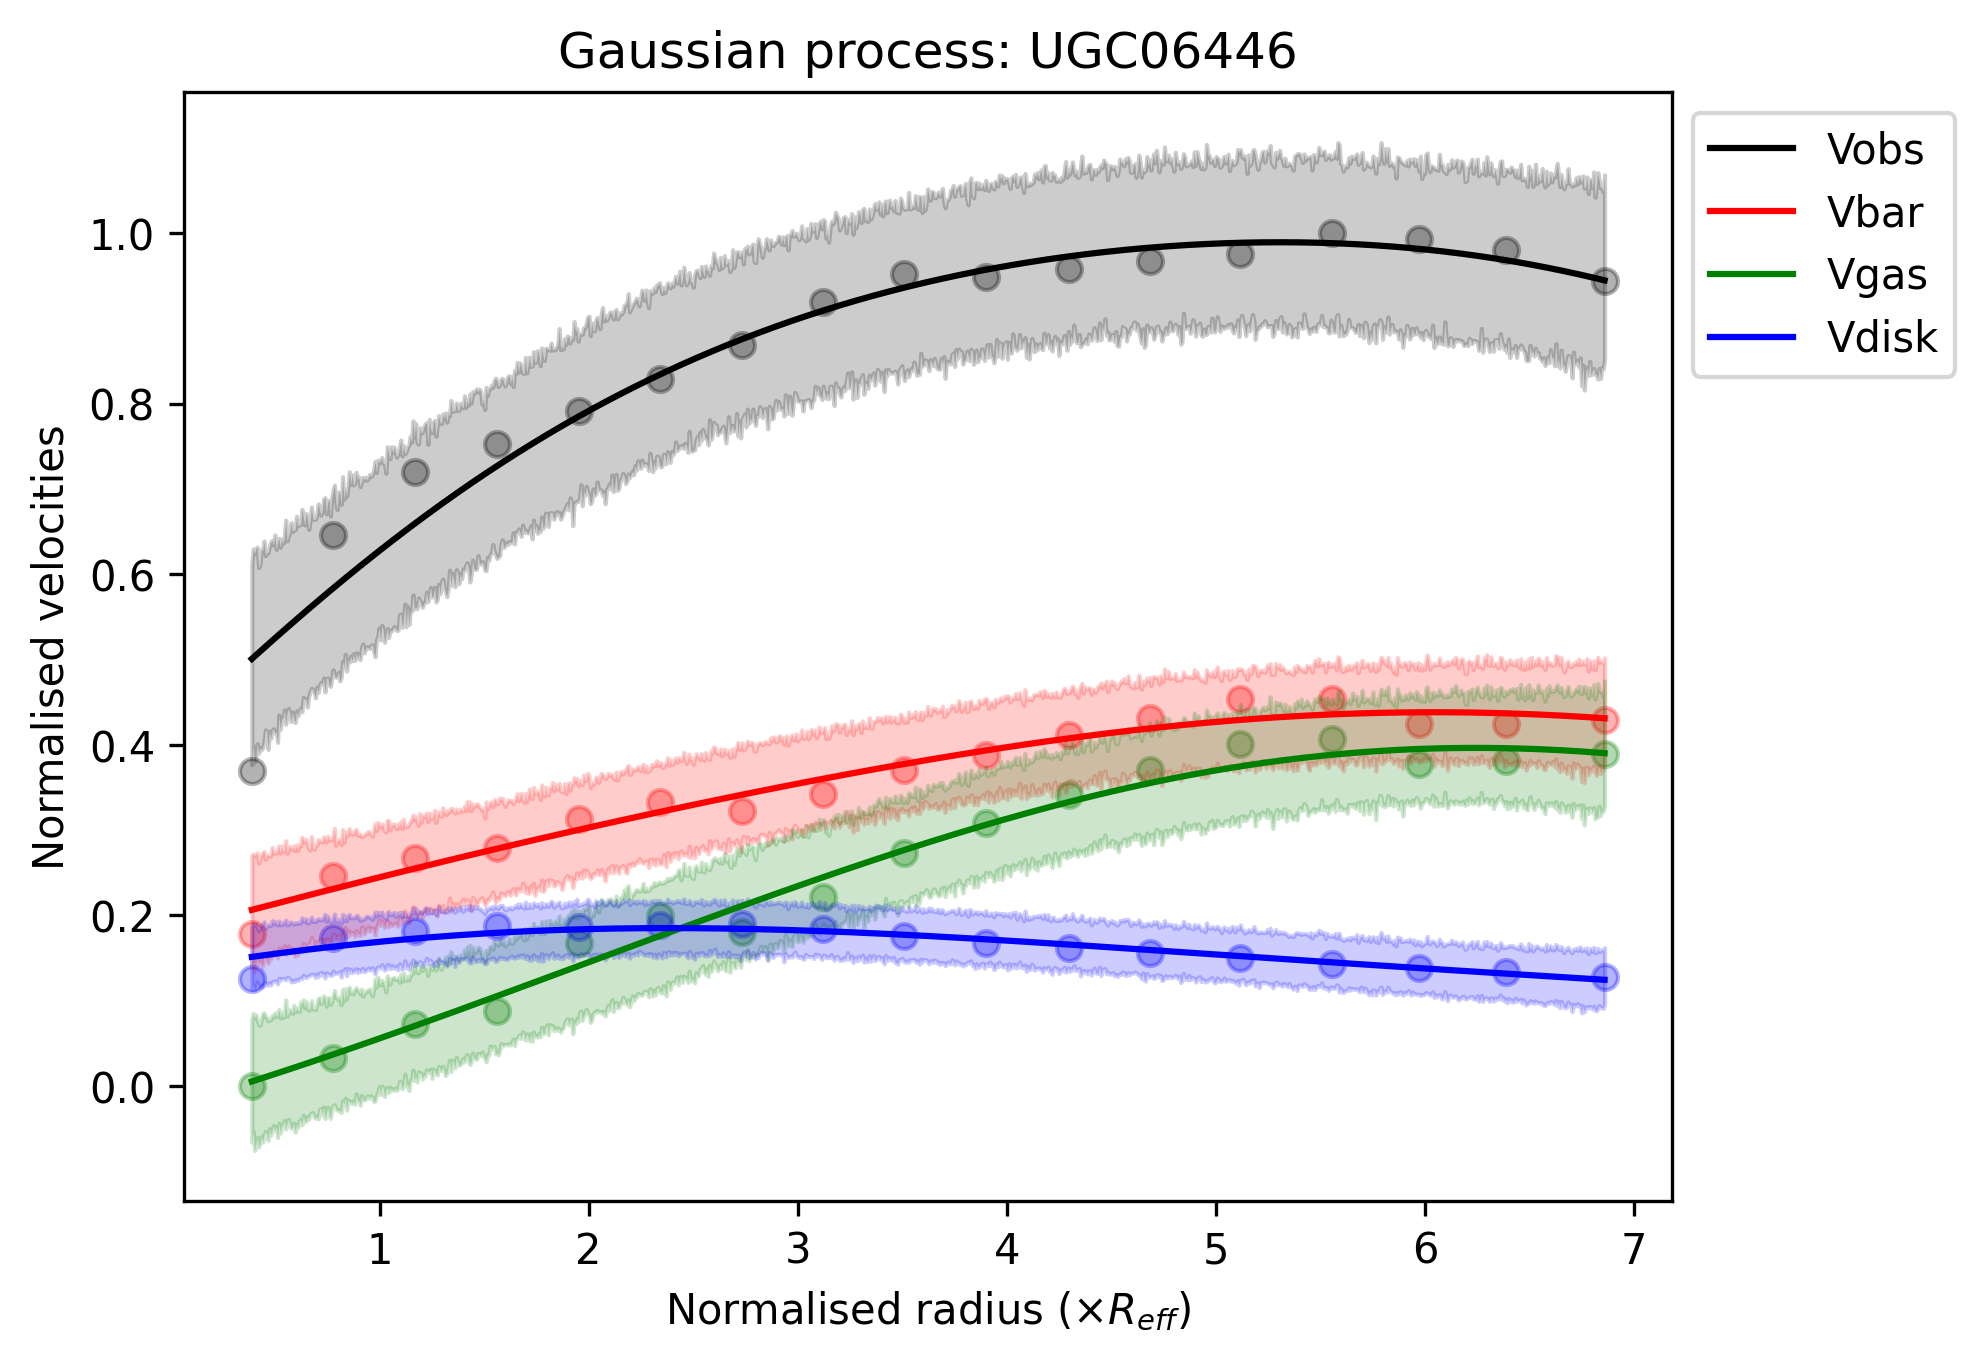 Gaussian process: UGC06446
Vobs
Vbar
Vgas
Vdisk
Normalised velocities
1.0
0.8
0.6
0.4
0.2
0.0
1 2 3 4 5 6 7
Normalised radius (×R_eff)